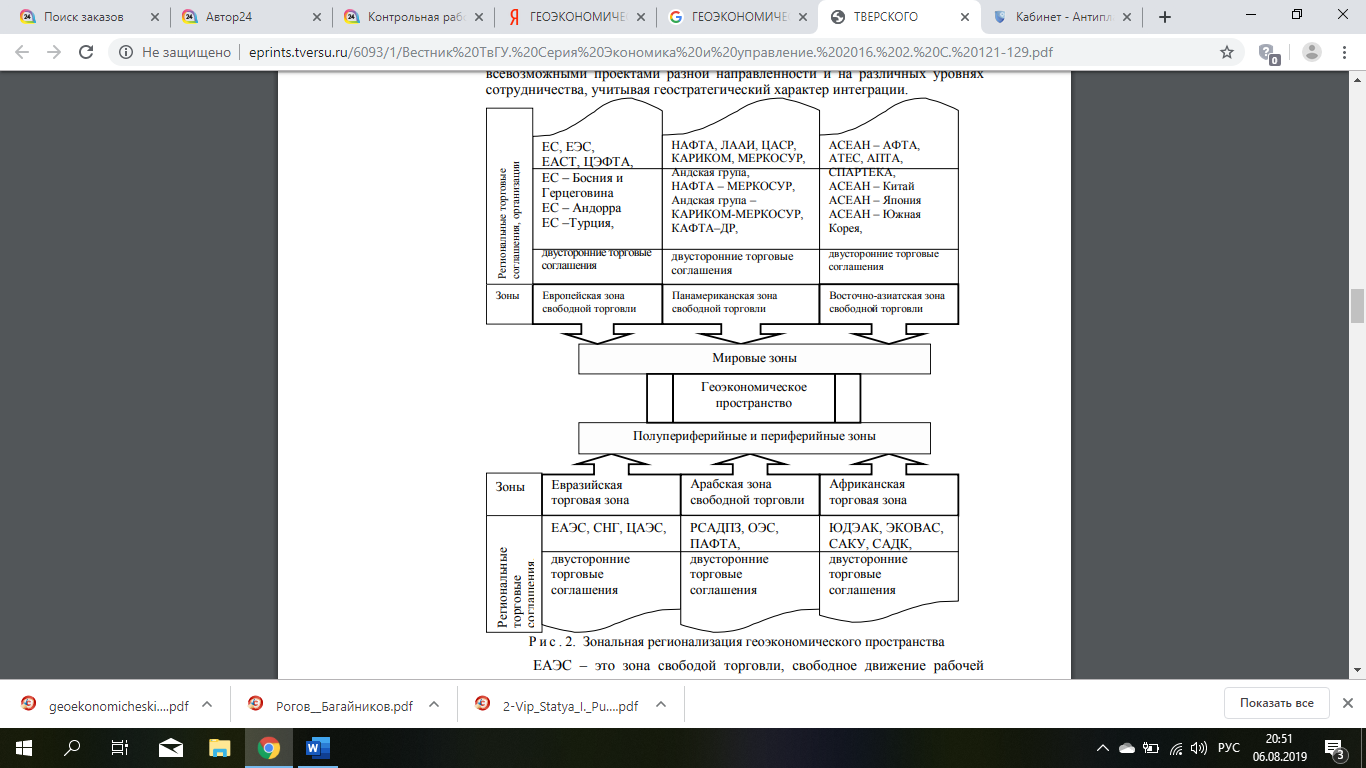 Поиск заказов
Автор24
Контрольная раб
ГЕОЭКОНОМИЧЕ
ГЕОЭКОНОМИЧЕ
ТВЕРСКОГО
Кабинет - Антипл
Не защищено
eprints.tversu.ru/6093/1/Вестник%20ТвГУ.%20Серия%20Экономика%20и%20управление.%202016.%202.%20С.%20121-129.pdf
0
всевозможными проектами разной направленности и на различных уровнях
сотрудничества, учитывая геостратегический характер интеграции.
Региональные торговые
соглашения, организации
ЕС, ЕЭС,
ЕАСТ, ЦЭФТА,
ЕС – Босния и
Герцеговина
ЕС – Андорра
ЕС –Турция,
двусторонние торговые
соглашения
НАФТА, ЛААИ, ЦАСР,
КАРИКОМ, МЕРКОСУР,
Андская група,
НАФТА – МЕРКОСУР,
Андская група –
КАРИКОМ-МЕРКОСУР,
КАФТА–ДР,
двусторонние торговые
соглашения
АСЕАН – АФТА,
АТЕС, АПТА,
СПАРТЕКА,
АСЕАН – Китай
АСЕАН – Япония
АСЕАН – Южная
Корея,
двусторонние торговые
соглашения
Зоны
Европейская зона
свободной торговли
Панамериканская зона
свободной торговли
Восточно-азиатская зона
свободной торговли
Мировые зоны
Геоэкономическое
пространство
Полупериферийные и периферийные зоны
Зоны
Евразийская
торговая зона
Арабская зона
свободной торговли
Африканская
торговая зона
Региональные
торговые
соглашения
ЕАЭС, СНГ, ЦАЭС,
двусторонние
торговые
соглашения
РСАДПЗ, ОЭС,
ПАФТА,
двусторонние
торговые
соглашения
ЮДЭАК, ЭКОВАС,
САКУ, САДК,
двусторонние
торговые
соглашения
Рис. 2. Зональная регионализация геоэкономического пространства
ЕАЭС – это зона свободой торговли, свободное движение рабочей
geoekonomicheski....pdf
Рогов__Багайников.pdf
2-Vip_Statya_I._Pu....pdf
Показать все
РУС
20:51
06.08.2019
3